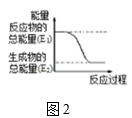 能量
反应物的
总能量(E₁)
生成物的
总能量(E₂)
反应过程
图2